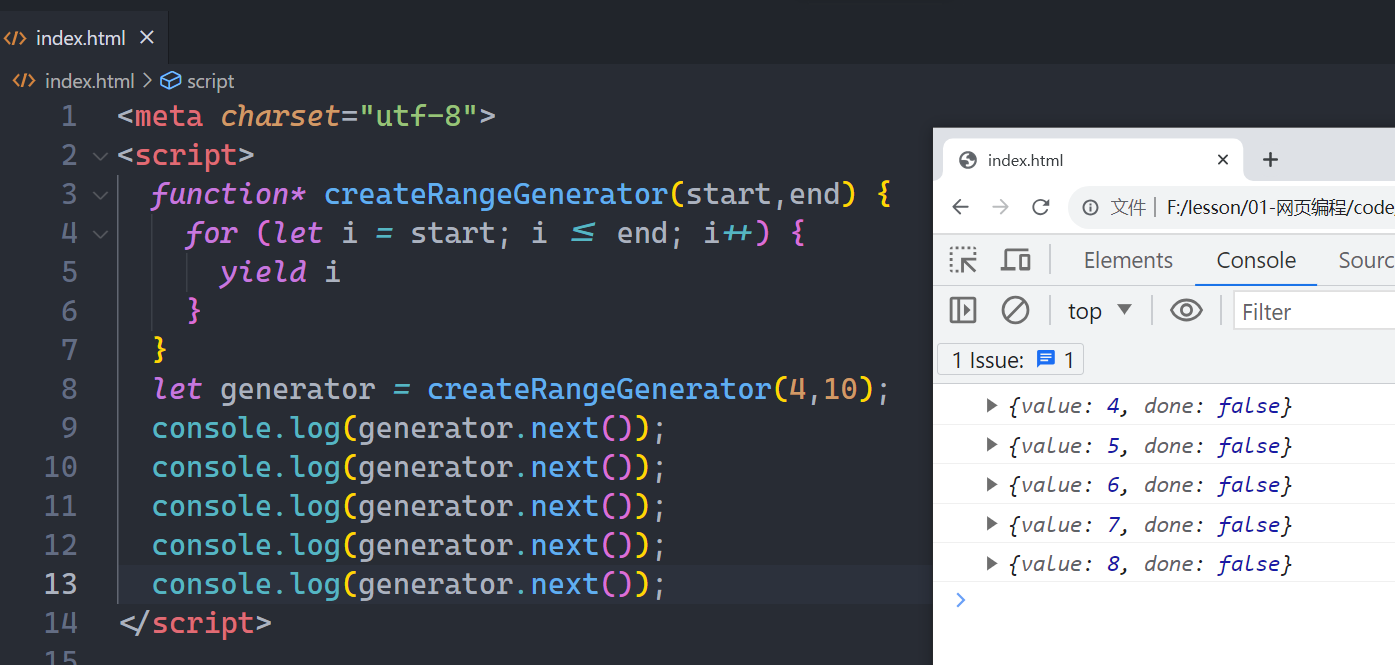 index.html
index.html > script
1 <meta charset="utf-8">
2 <script>
3 function* createRangeGenerator(start,end) {
4 for (let i = start; i <= end; i++) {
5 yield i
6 }
7 }
8 let generator = createRangeGenerator(4,10);
9 console.log(generator.next());
10 console.log(generator.next());
11 console.log(generator.next());
12 console.log(generator.next());
13 console.log(generator.next());
14 </script>
15
index.html
文件 | F:/lesson/01-网页编程/code
Elements Console Sourc
top Filter
1 Issue: 1
{value: 4, done: false}
{value: 5, done: false}
{value: 6, done: false}
{value: 7, done: false}
{value: 8, done: false}